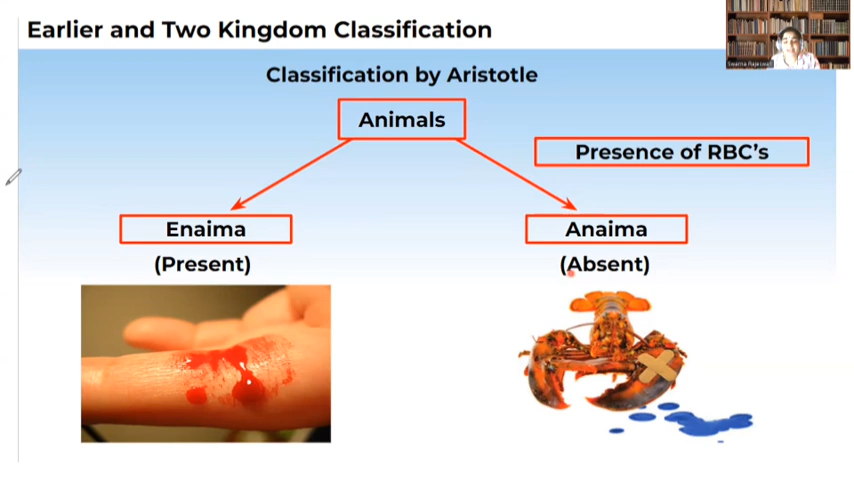 Earlier and Two Kingdom Classification
Classification by Aristotle
Animals
Presence of RBC's
Enaima
Anaima
(Present)
(Absent)